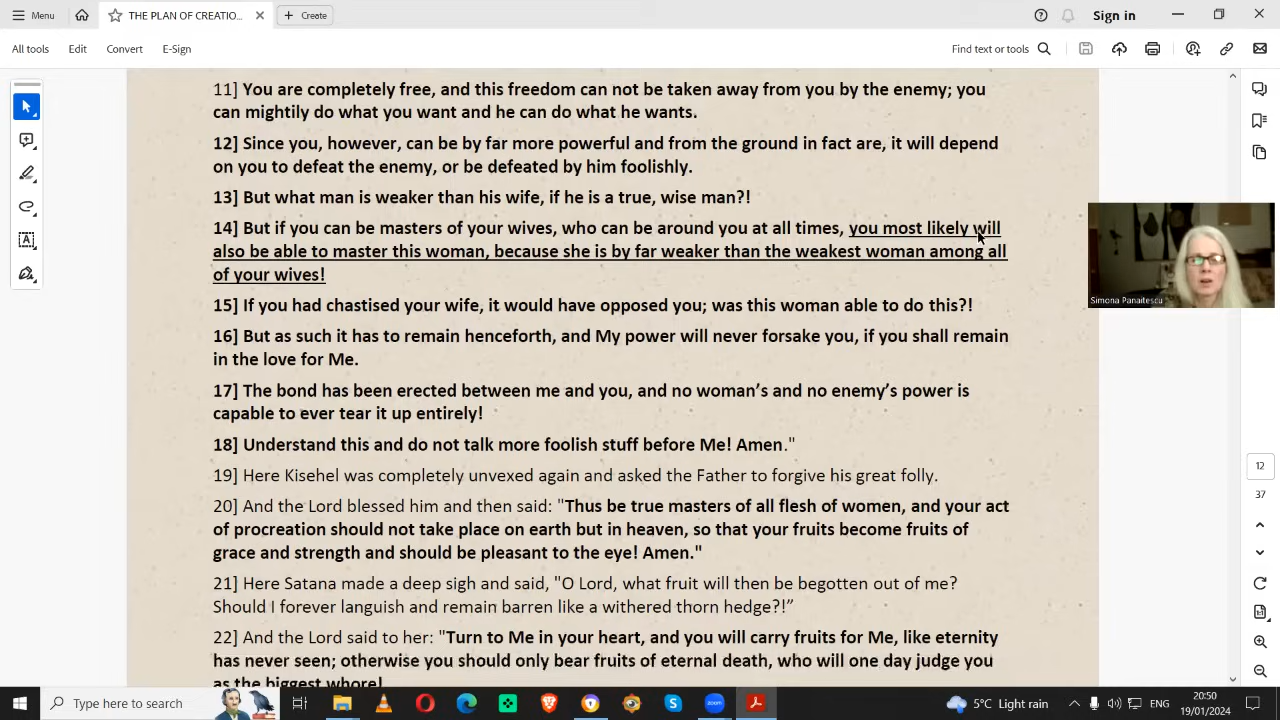 Menu
THE PLAN OF CREATIO...
Create
Sign in
All tools
Edit
Convert
E-Sign
Find text or tools
11] You are completely free, and this freedom can not be taken away from you by the enemy; you
can mightily do what you want and he can do what he wants.
12] Since you, however, can be by far more powerful and from the ground in fact are, it will depend
on you to defeat the enemy, or be defeated by him foolishly.
13] But what man is weaker than his wife, if he is a true, wise man?!
14] But if you can be masters of your wives, who can be around you at all times, you most likely will
also be able to master this woman, because she is by far weaker than the weakest woman among all
of your wives!
15] If you had chastised your wife, it would have opposed you; was this woman able to do this?!
16] But as such it has to remain henceforth, and My power will never forsake you, if you shall remain
in the love for Me.
17] The bond has been erected between me and you, and no woman's and no enemy's power is
capable to ever tear it up entirely!
18] Understand this and do not talk more foolish stuff before Me! Amen."
19] Here Kisehel was completely unvexed again and asked the Father to forgive his great folly.
20] And the Lord blessed him and then said: "Thus be true masters of all flesh of women, and your act
of procreation should not take place on earth but in heaven, so that your fruits become fruits of
grace and strength and should be pleasant to the eye! Amen."
21] Here Satana made a deep sigh and said, "O Lord, what fruit will then be begotten out of me?
Should I forever languish and remain barren like a withered thorn hedge?!”
22] And the Lord said to her: "Turn to Me in your heart, and you will carry fruits for Me, like eternity
has never seen; otherwise you should only bear fruits of eternal death, who will one day judge you
as the biggest whore!
Simona Panaitescu
12
37
Type here to search
zoom
5°C Light rain
ENG
20:50
19/01/2024